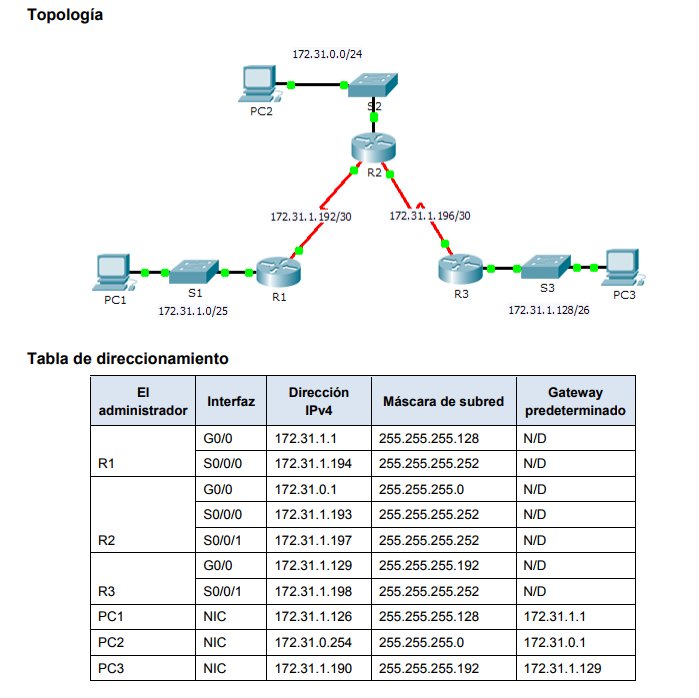 Topología
172.31.0.0/24
PC2
S2
R2
172.31.1.192/30
172.31.1.196/30
PC1
S1
R1
R3
S3
PC3
172.31.1.0/25
172.31.1.128/26
Tabla de direccionamiento
El administrador Interfaz Dirección IPv4 Máscara de subred Gateway predeterminado
R1 G0/0 172.31.1.1 255.255.255.128 N/D
S0/0/0 172.31.1.194 255.255.255.252 N/D
R2 G0/0 172.31.0.1 255.255.255.0 N/D
S0/0/0 172.31.1.193 255.255.255.252 N/D
S0/0/1 172.31.1.197 255.255.255.252 N/D
R3 G0/0 172.31.1.129 255.255.255.192 N/D
S0/0/1 172.31.1.198 255.255.255.252 N/D
PC1 NIC 172.31.1.126 255.255.255.128 172.31.1.1
PC2 NIC 172.31.0.254 255.255.255.0 172.31.0.1
PC3 NIC 172.31.1.190 255.255.255.192 172.31.1.129